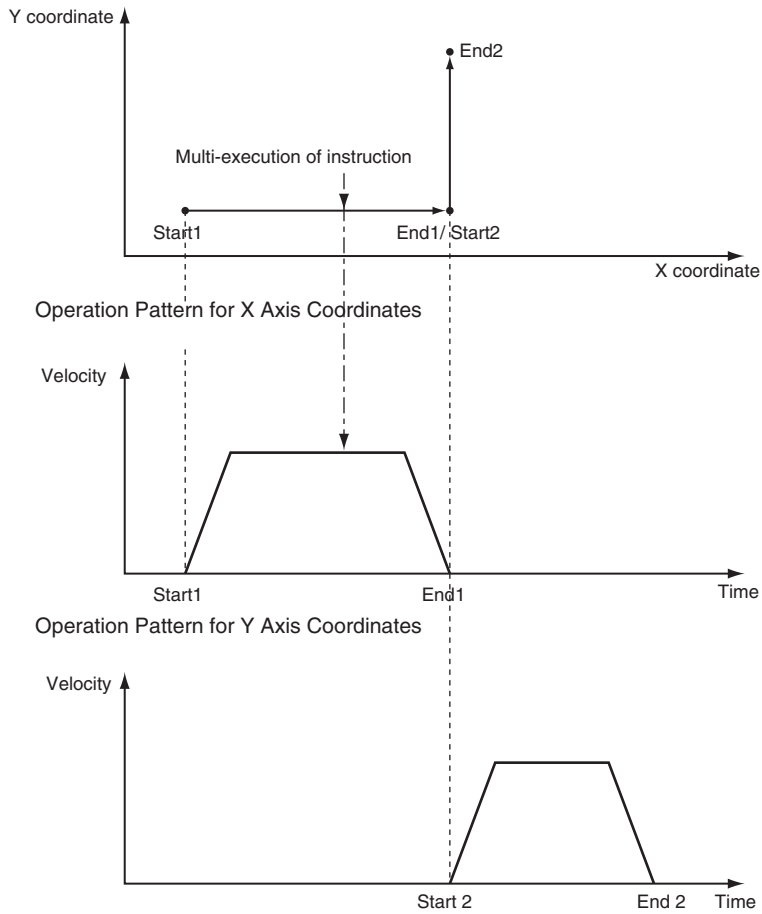 Y coordinate
End2
Multi-execution of instruction
Start1
End1/ Start2
X coordinate
Operation Pattern for X Axis Coordinates
Velocity
Start1
End1
Time
Operation Pattern for Y Axis Coordinates
Velocity
Start 2
End 2
Time